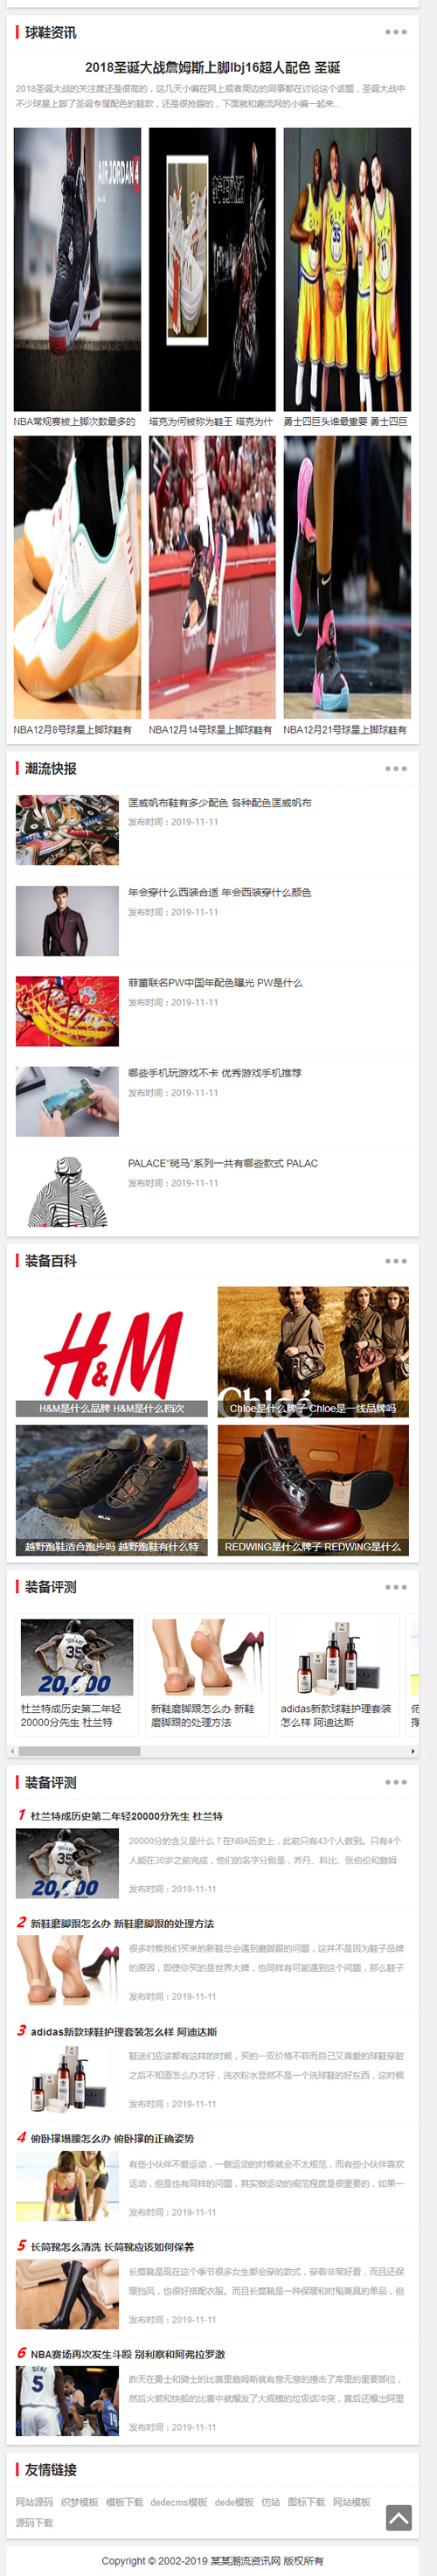 球鞋资讯
2018圣诞大战詹姆斯上脚lbj16超人配色 圣诞
2018圣诞大战的关注度还是很高的，这几天小编在网上或者周边的同事都在讨论这个话题，圣诞大战中
不少球星上脚了圣诞专属配色的鞋款，还是很抢眼的，下面就和趣流网的小编一起来...
AIR JORDAN 4
NBA常规赛被上脚次数最多的
塔克为何被称为鞋王 塔克为什
勇士四巨头谁最重要 勇士四巨
NBA12月8号球星上脚球鞋有
NBA12月14号球星上脚球鞋有
NBA12月21号球星上脚球鞋有
潮流快报
匡威帆布鞋有多少配色 各种配色匡威帆布
发布时间：2019-11-11
年会穿什么西装合适 年会西装穿什么颜色
发布时间：2019-11-11
菲董联名PW中国年配色曝光 PW是什么
发布时间：2019-11-11
哪些手机玩游戏不卡 优秀游戏手机推荐
发布时间：2019-11-11
PALACE“斑马”系列一共有哪些款式 PALAC
发布时间：2019-11-11
装备百科
H&M
H&M是什么品牌 H&M是什么档次
Chloé
Chloe是什么牌子 Chloe是一线品牌吗
越野跑鞋适合跑步吗 越野跑鞋有什么特
REDWING是什么牌子 REDWING是什么
装备评测
35
20,000
杜兰特成历史第二年轻
20000分先生 杜兰特
新鞋磨脚跟怎么办 新鞋
磨脚跟的处理方法
adidas新款球鞋护理套装
怎么样 阿迪达斯
俯
撑
装备评测
1 杜兰特成历史第二年轻20000分先生 杜兰特
35
20,000
20000分的含义是什么？在NBA历史上，此前只有43个人做到。只有4个
人能在30岁之前完成，他们的名字分别是，乔丹、科比、张伯伦和詹姆
发布时间：2019-11-11
2 新鞋磨脚跟怎么办 新鞋磨脚跟的处理方法
很多时候我们买来的新鞋总会遇到磨脚跟的问题，这并不是因为鞋子品牌
的原因，即使你买的是世界大牌，也同样有可能遇到这个问题，那么鞋子
发布时间：2019-11-11
3 adidas新款球鞋护理套装怎么样 阿迪达斯
鞋迷们应该都有这样的时候，买的一双价格不菲而自己又喜爱的球鞋穿脏
之后不知道怎么办才好，洗衣粉水显然不是一个洗球鞋的好东西，这时候
发布时间：2019-11-11
4 俯卧撑塌腰怎么办 俯卧撑的正确姿势
有些小伙伴不爱运动，一做运动的时候就会不太规范，而有些小伙伴喜欢
运动，但是也有同样的问题，其实做运动的规范程度是很重要的，如果一
发布时间：2019-11-11
5 长筒靴怎么清洗 长筒靴应该如何保养
长筒靴是现在这个季节很多女生都会穿的款式，穿着非常好看，而且还保
暖挡风，也很好搭配衣服。而且长筒靴是一种保暖和时髦兼具的单品，但
发布时间：2019-11-11
6 NBA赛场再次发生斗殴 别利察和阿弗拉罗激
5
昨天在勇士和骑士的比赛里詹姆斯就有意无意的撞击了库里的重要部位，
然后火箭和快船的比赛中就爆发了大规模的垃圾话冲突，赛后还爆出阿里
发布时间：2019-11-11
友情链接
网站源码 织梦模板 模板下载 dedecms模板 dede模板 仿站 图标下载 网站模板
源码下载
Copyright © 2002-2019 某某潮流资讯网 版权所有